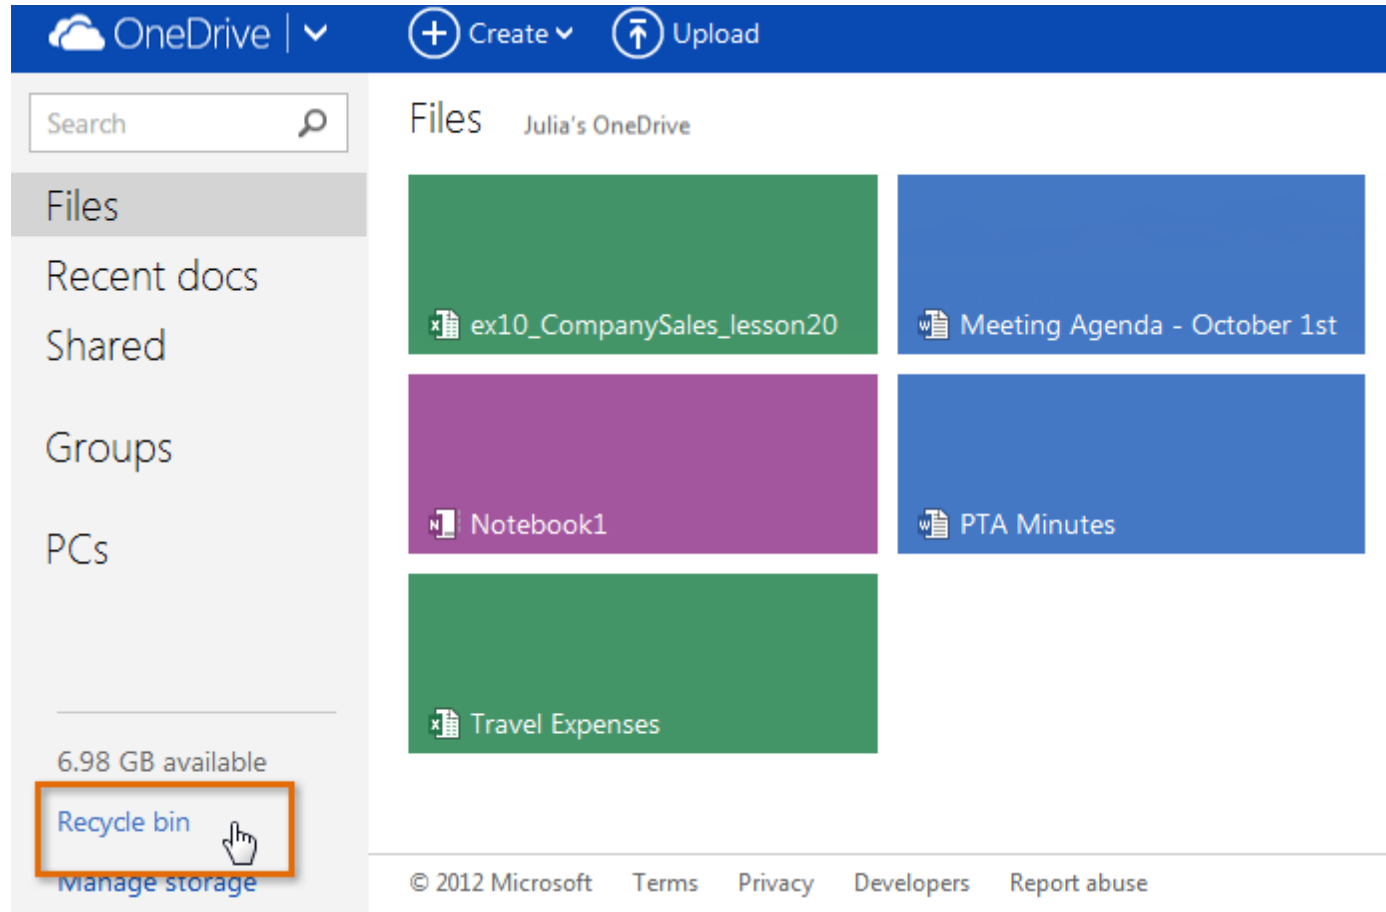 OneDrive
Create
Upload
Search
Files
Recent docs
Shared
Groups
PCs
6.98 GB available
Recycle bin
Manage storage
Files Julia's OneDrive
ex10_CompanySales_lesson20
Meeting Agenda - October 1st
Notebook1
PTA Minutes
Travel Expenses
© 2012 Microsoft Terms Privacy Developers Report abuse